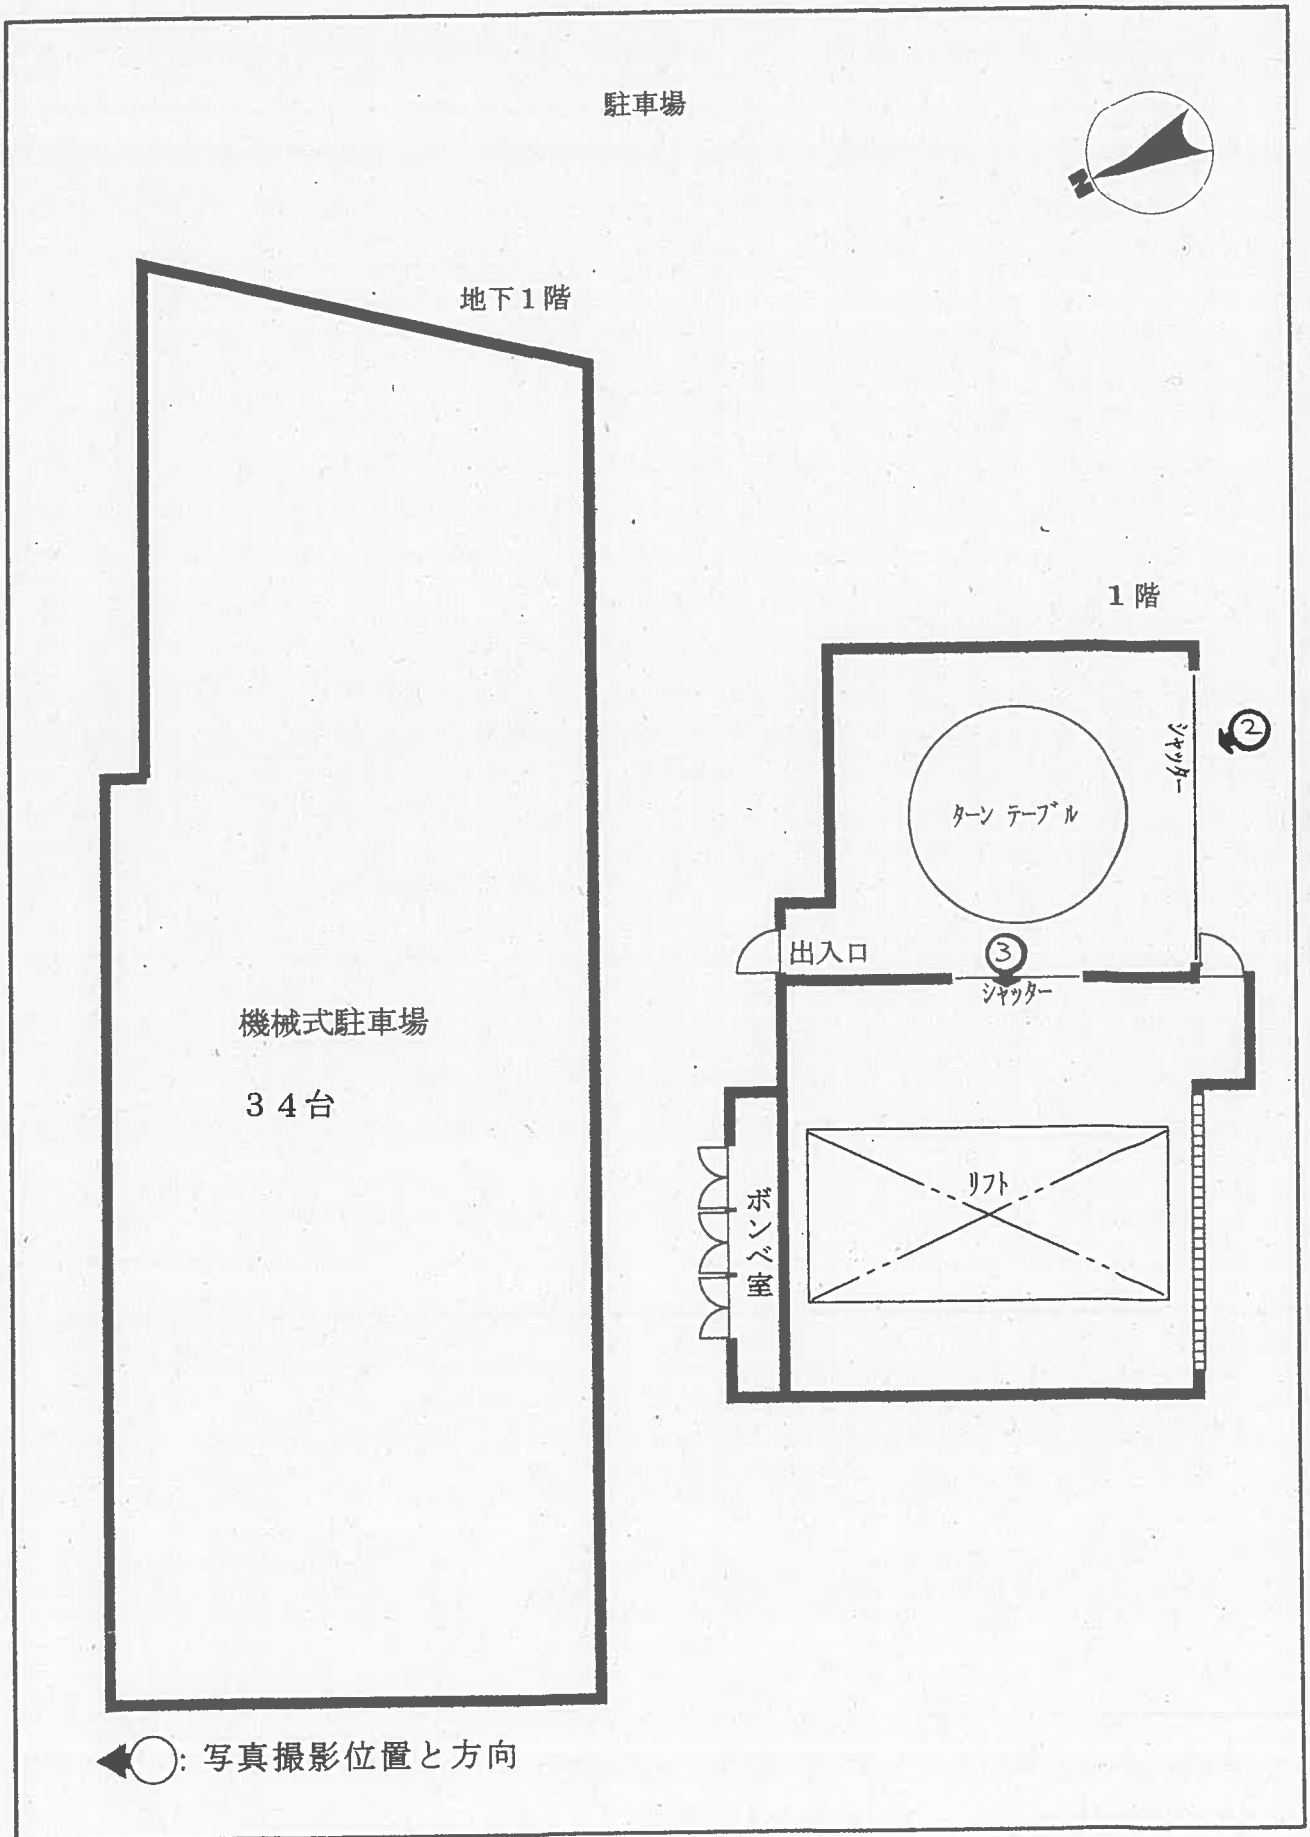 駐車場
N
地下1階
機械式駐車場
34台
1階
シャッター
②
ターン テーブル
出入口
③
シャッター
リフト
ボンベ室
: 写真撮影位置と方向